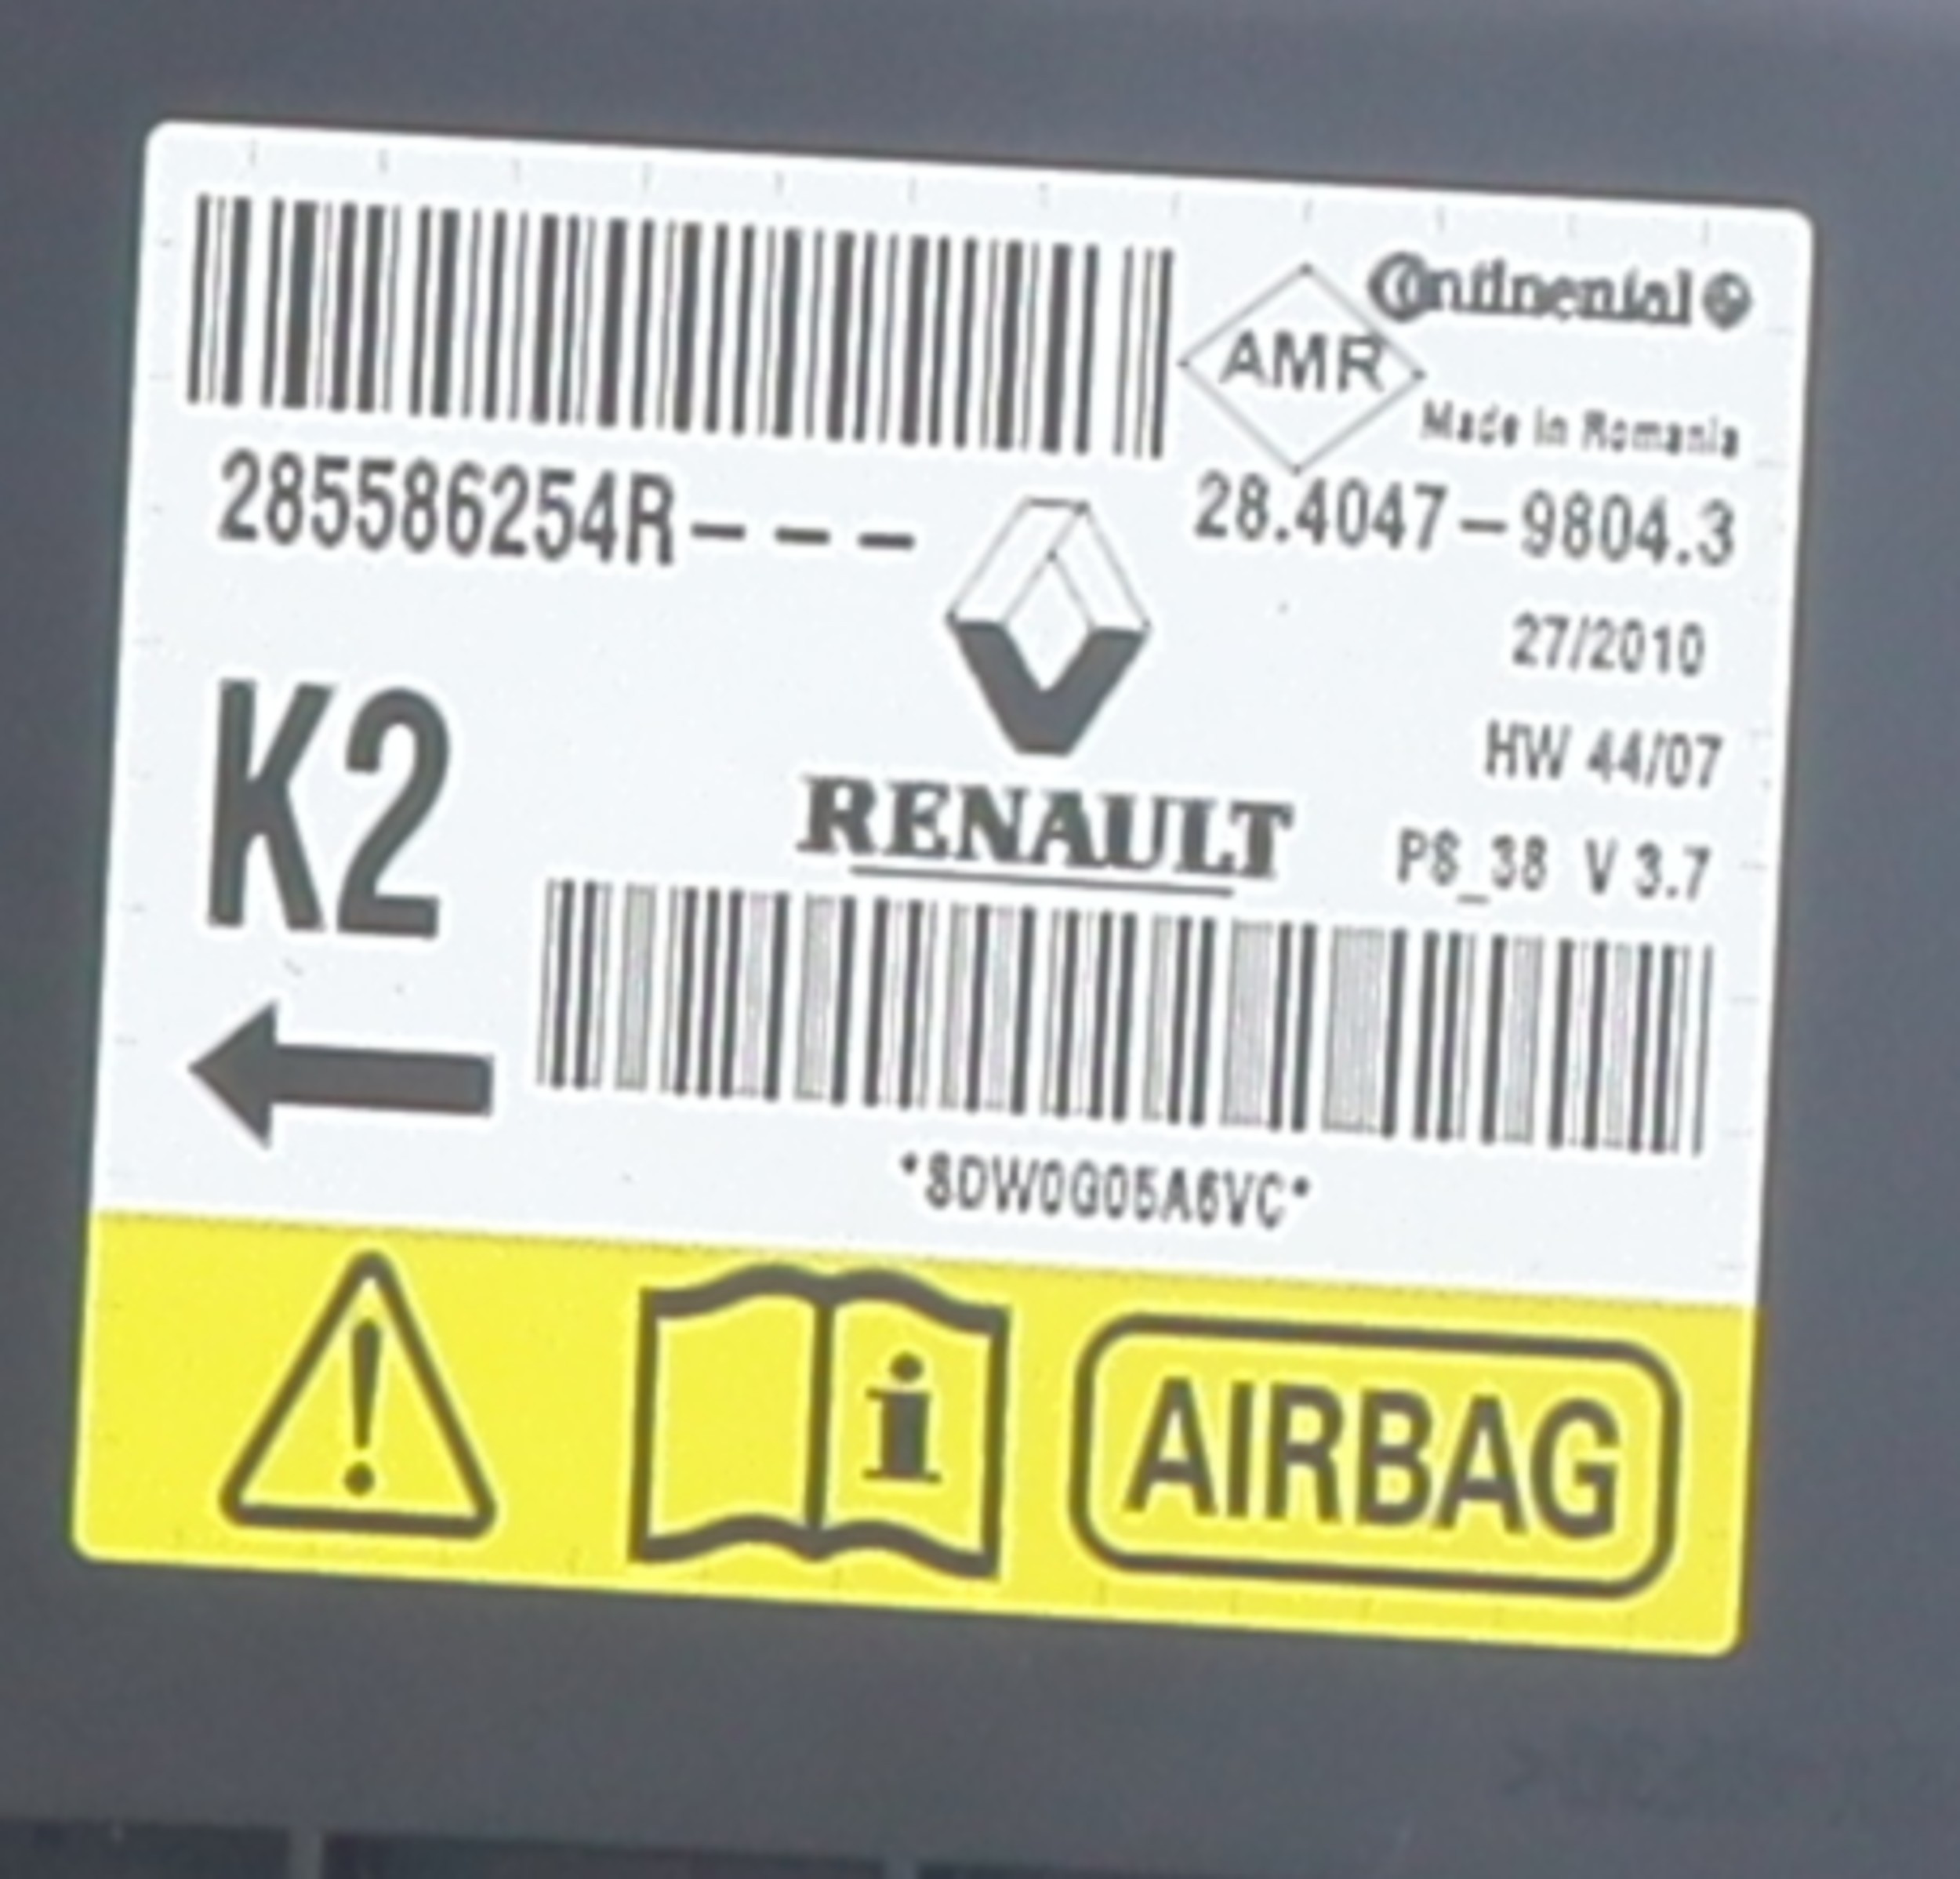 Continental
AMR
Made in Romania
285586254R---
28.4047-9804.3
27/2010
K2
HW 44/07
RENAULT
PS_38 V 3.7
*SDW0G05A6VC*
i
AIRBAG